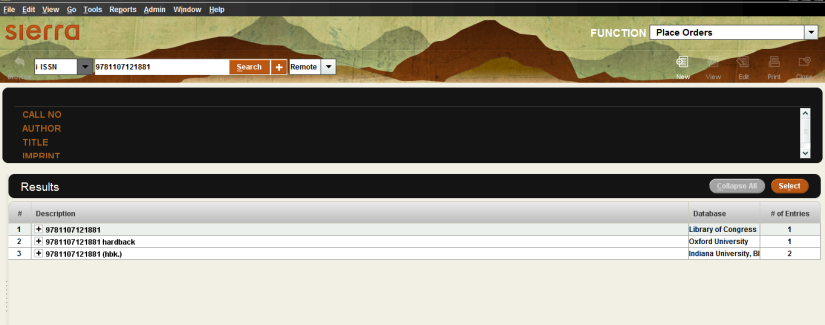 File Edit View Go Tools Reports Admin Window Help
sierra
FUNCTION Place Orders
i ISSN 9781107121881 Search + Remote
New View Edit Print Close
CALL NO
AUTHOR
TITLE
IMPRINT
Results Collapse All Select
# Description Database # of Entries
1 + 9781107121881 Library of Congress 1
2 + 9781107121881 hardback Oxford University 1
3 + 9781107121881 (hbk.) Indiana University, Bl 2